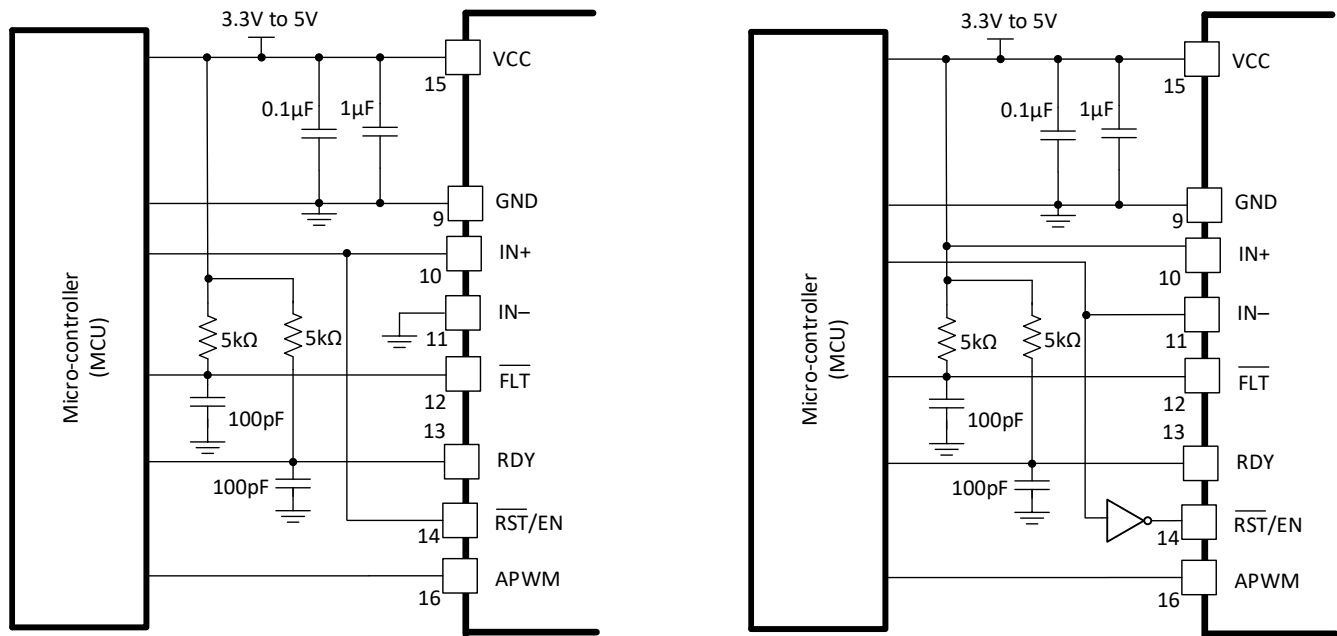 3.3V to 5V
VCC
15
0.1µF
1µF
GND
9
IN+
10
IN–
11
5kΩ
5kΩ
FLT
12
100pF
13
RDY
100pF
RST/EN
14
APWM
16
Micro-controller
(MCU)
3.3V to 5V
VCC
15
0.1µF
1µF
GND
9
IN+
10
IN–
11
5kΩ
5kΩ
FLT
12
100pF
13
RDY
100pF
RST/EN
14
APWM
16
Micro-controller
(MCU)